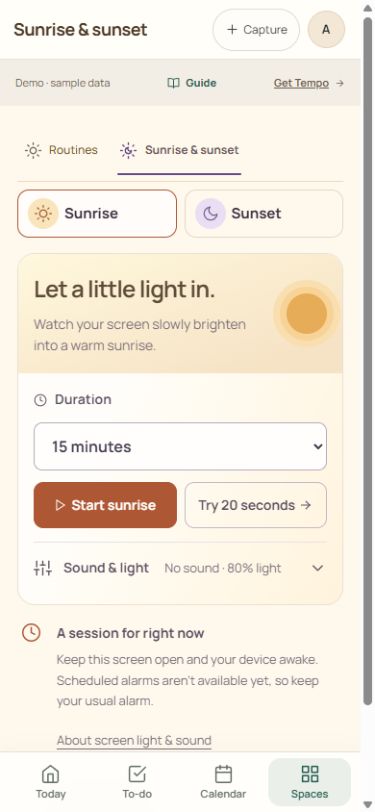 Sunrise & sunset
+ Capture
A
Demo · sample data
Guide
Get Tempo →
Routines
Sunrise & sunset
Sunrise
Sunset
Let a little light in.
Watch your screen slowly brighten
into a warm sunrise.
Duration
15 minutes
Start sunrise
Try 20 seconds →
Sound & light
No sound · 80% light
A session for right now
Keep this screen open and your device awake.
Scheduled alarms aren't available yet, so keep
your usual alarm.
About screen light & sound
Today
To-do
Calendar
Spaces